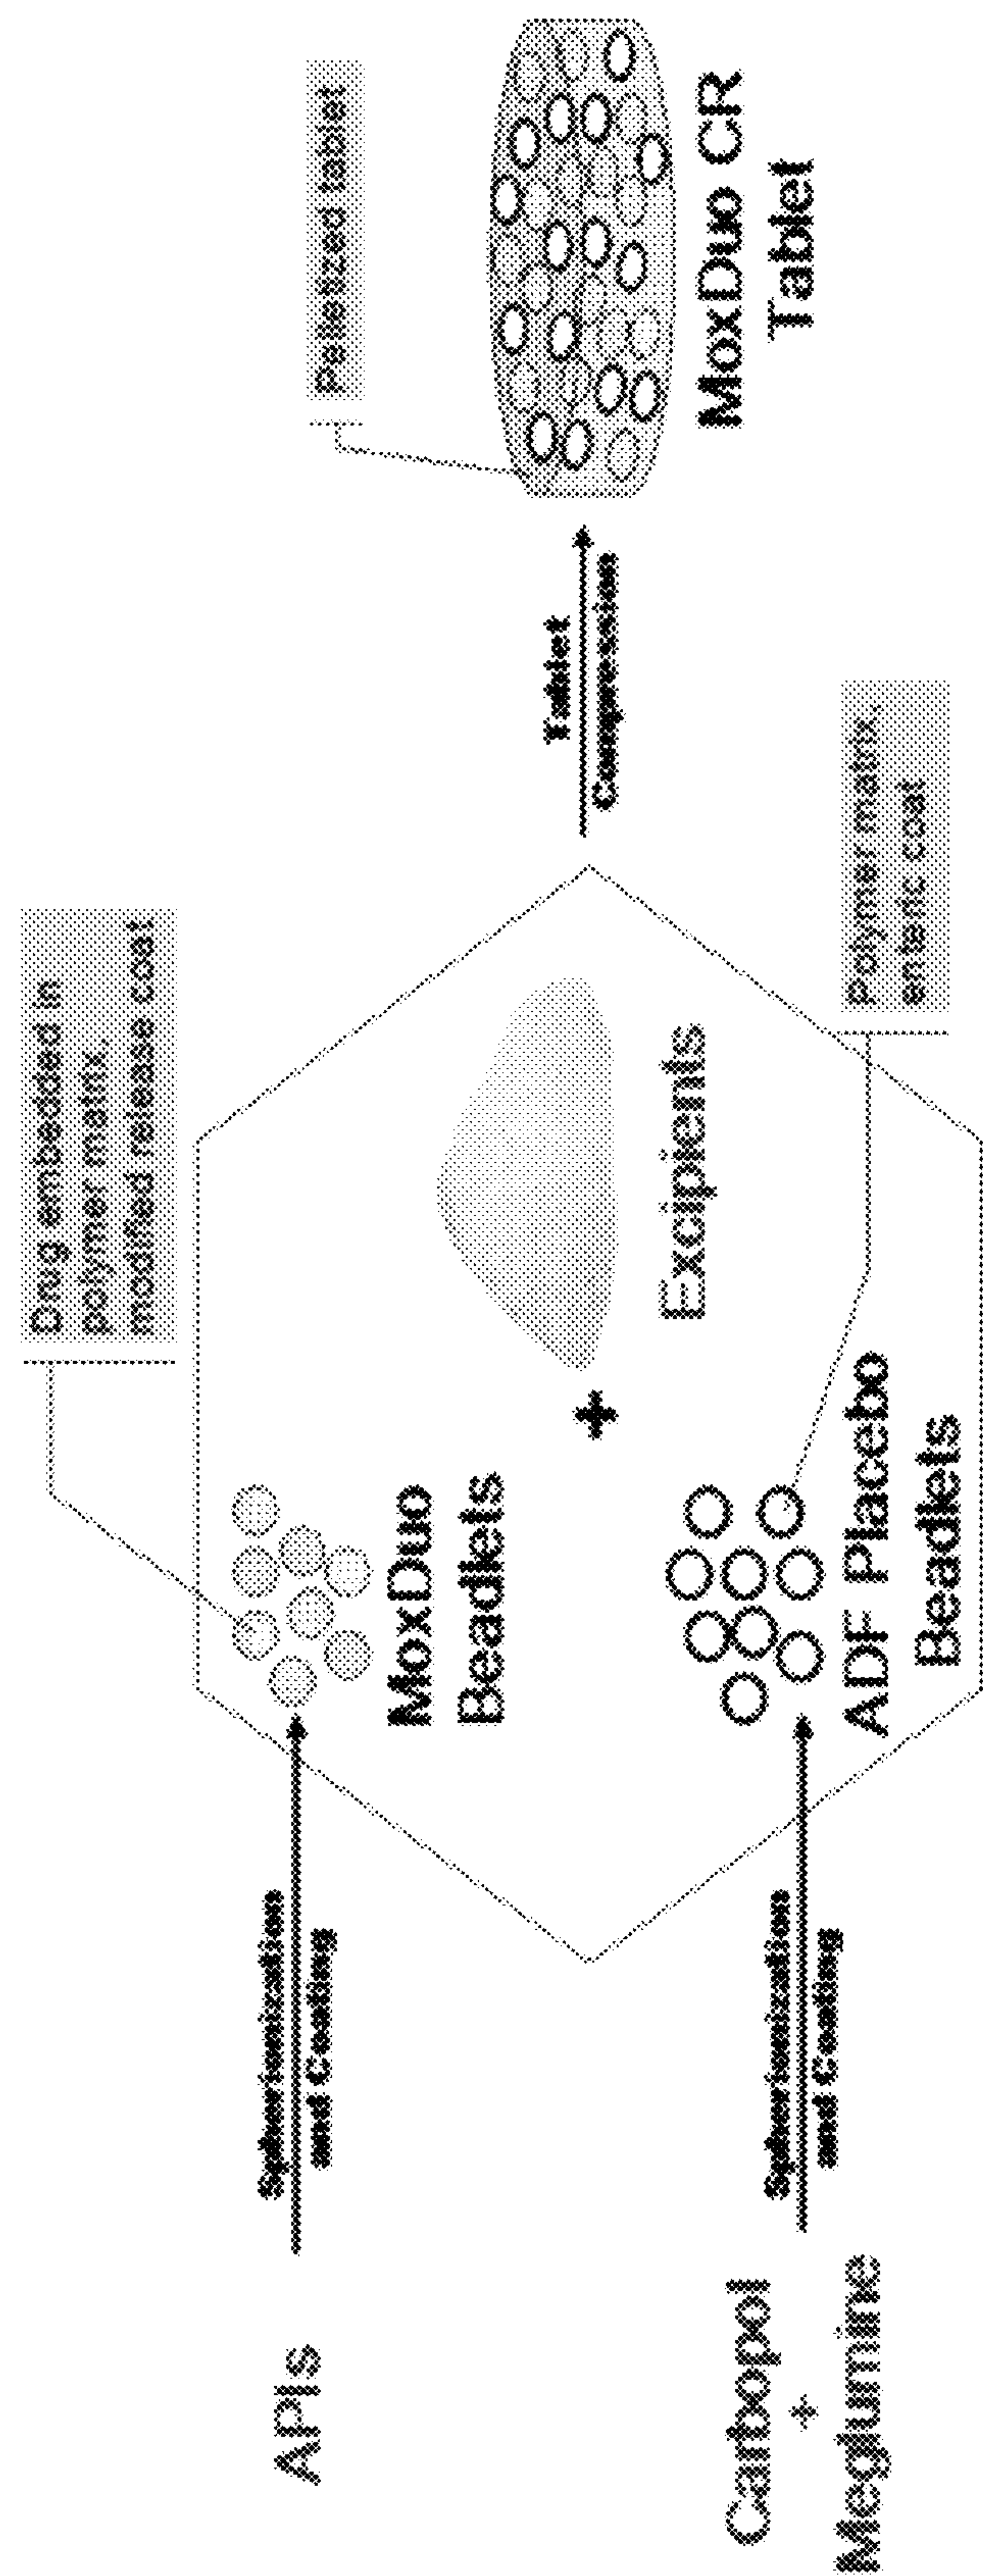 APIs
Spheronization
and Coating
Drug embedded in
polymer matrix,
modified release coat
MoxDuo
Beadlets
Carbopol
+
Meglumine
Spheronization
and Coating
ADF Placebo
Beadlets
+
Excipients
Polymer matrix,
enteric coat
Tablet
Compression
Pelletized tablet
MoxDuo CR
Tablet